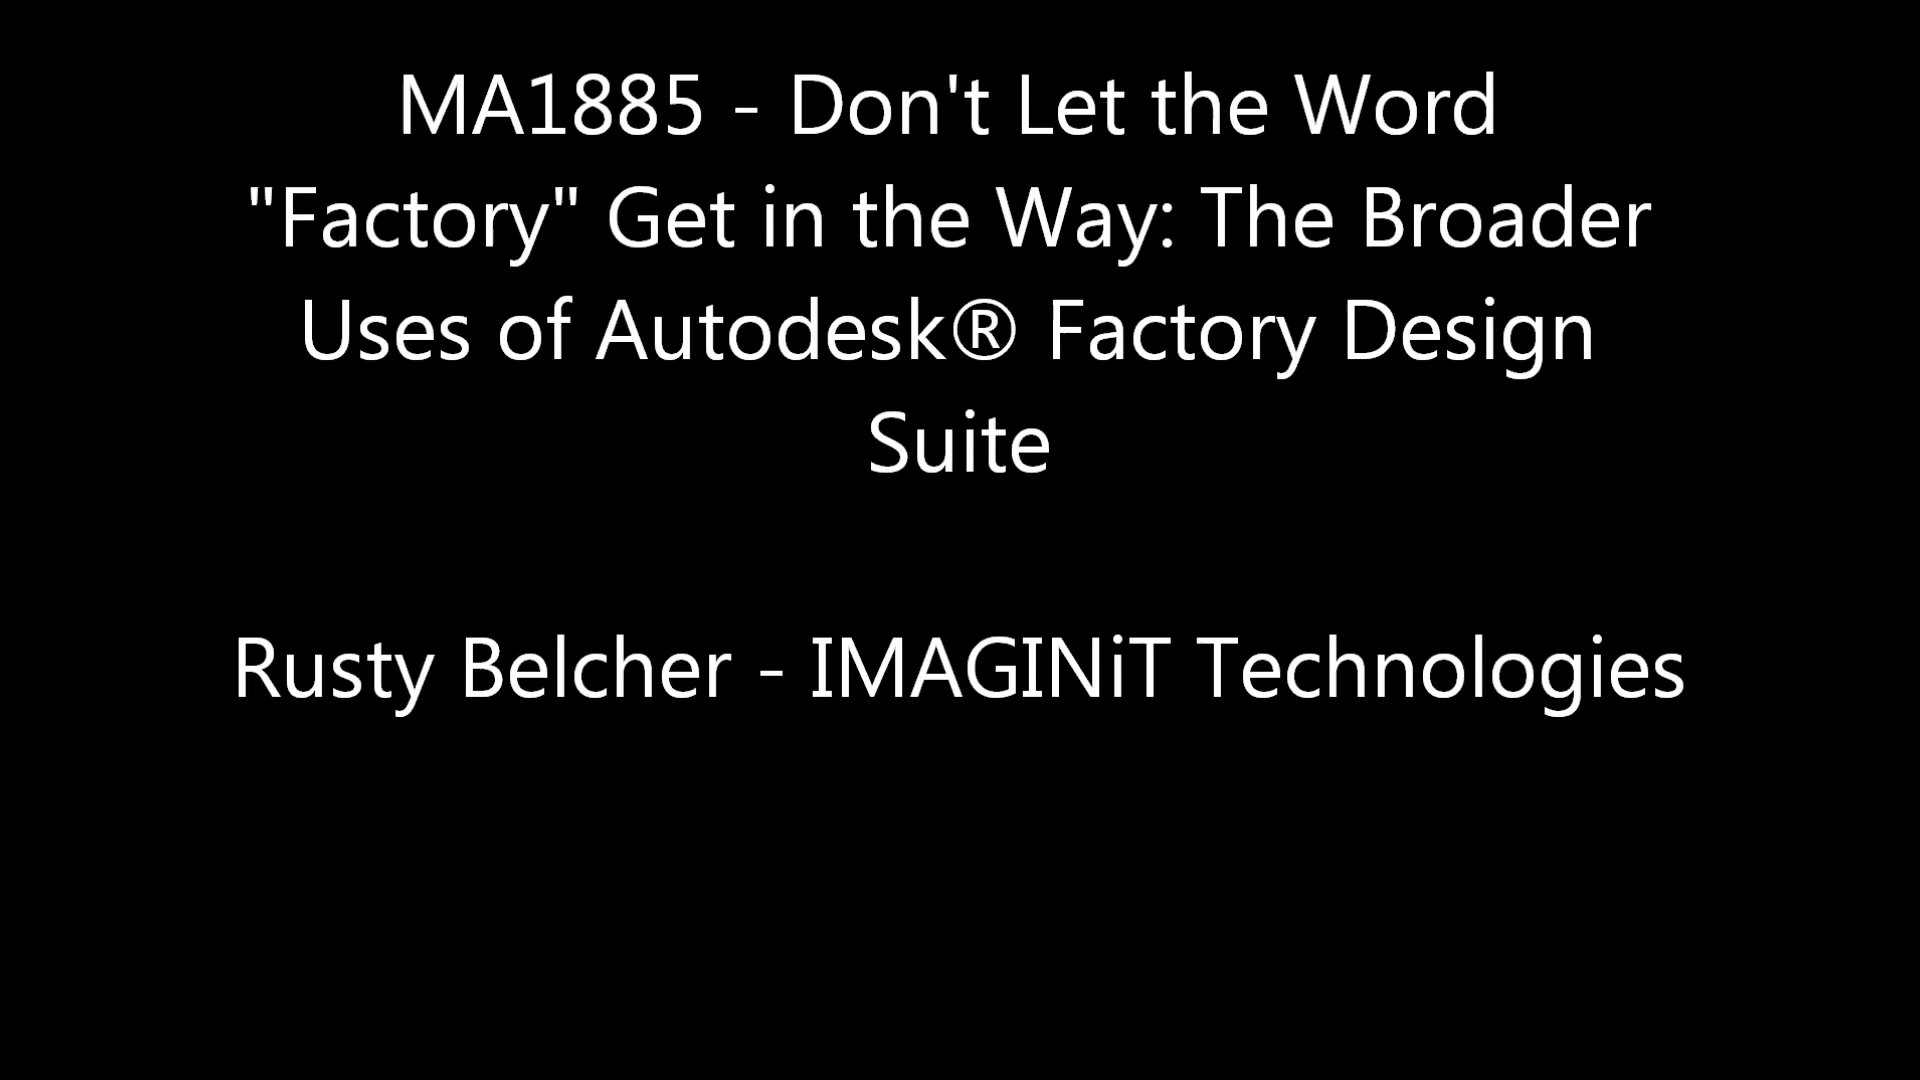 MA1885 - Don't Let the Word
"Factory" Get in the Way: The Broader
Uses of Autodesk® Factory Design
Suite
Rusty Belcher - IMAGINiT Technologies